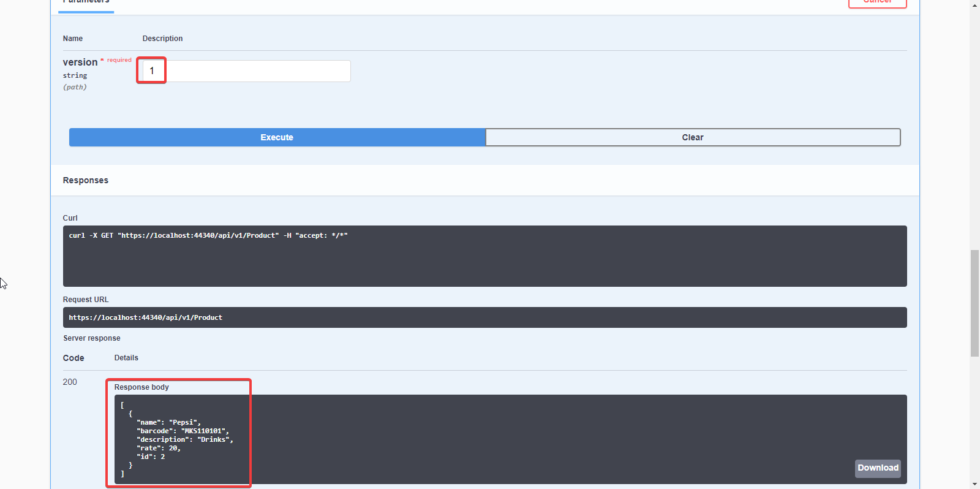 Parameters
Cancel
Name Description
version * required
string
(path)
1
Execute Clear
Responses
Curl
curl -X GET "https://localhost:44340/api/v1/Product" -H "accept: */*"
Request URL
https://localhost:44340/api/v1/Product
Server response
Code Details
200
Response body
[
{
"name": "Pepsi",
"barcode": "MKS110101",
"description": "Drinks",
"rate": 20,
"id": 2
}
]
Download